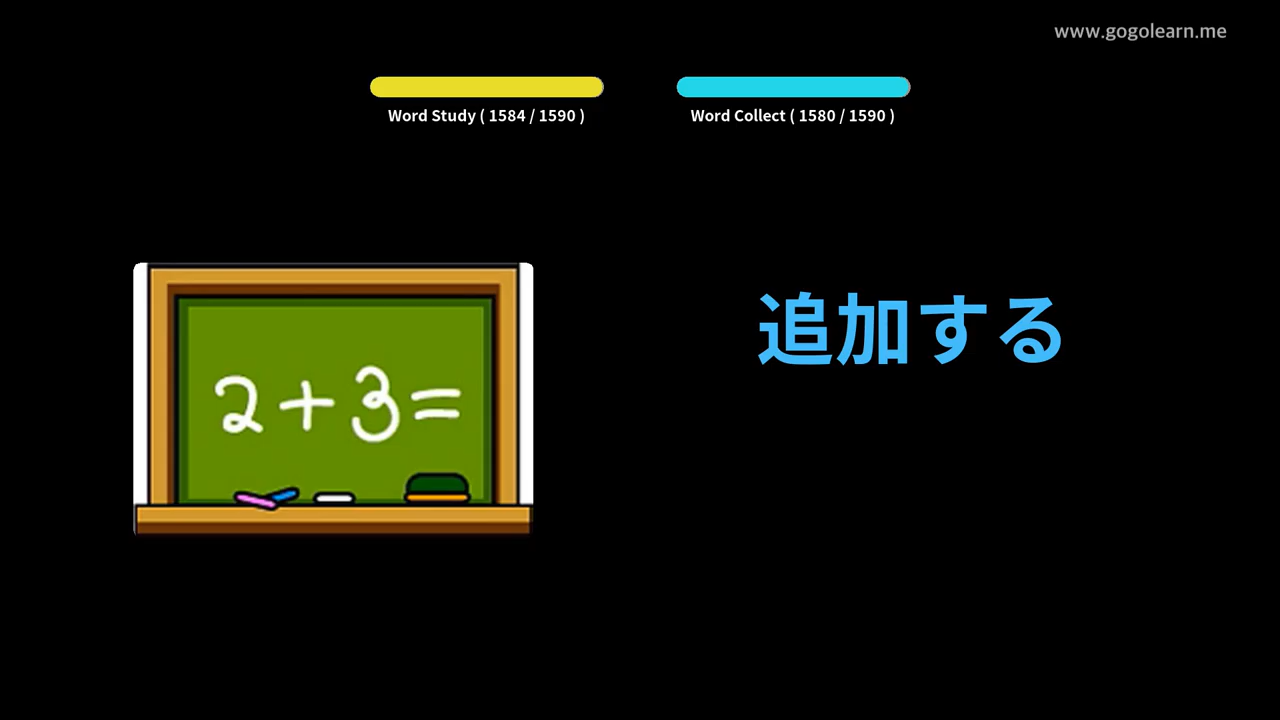 www.gogolearn.me
Word Study ( 1584 / 1590 )
Word Collect ( 1580 / 1590 )
追加する
2+3=